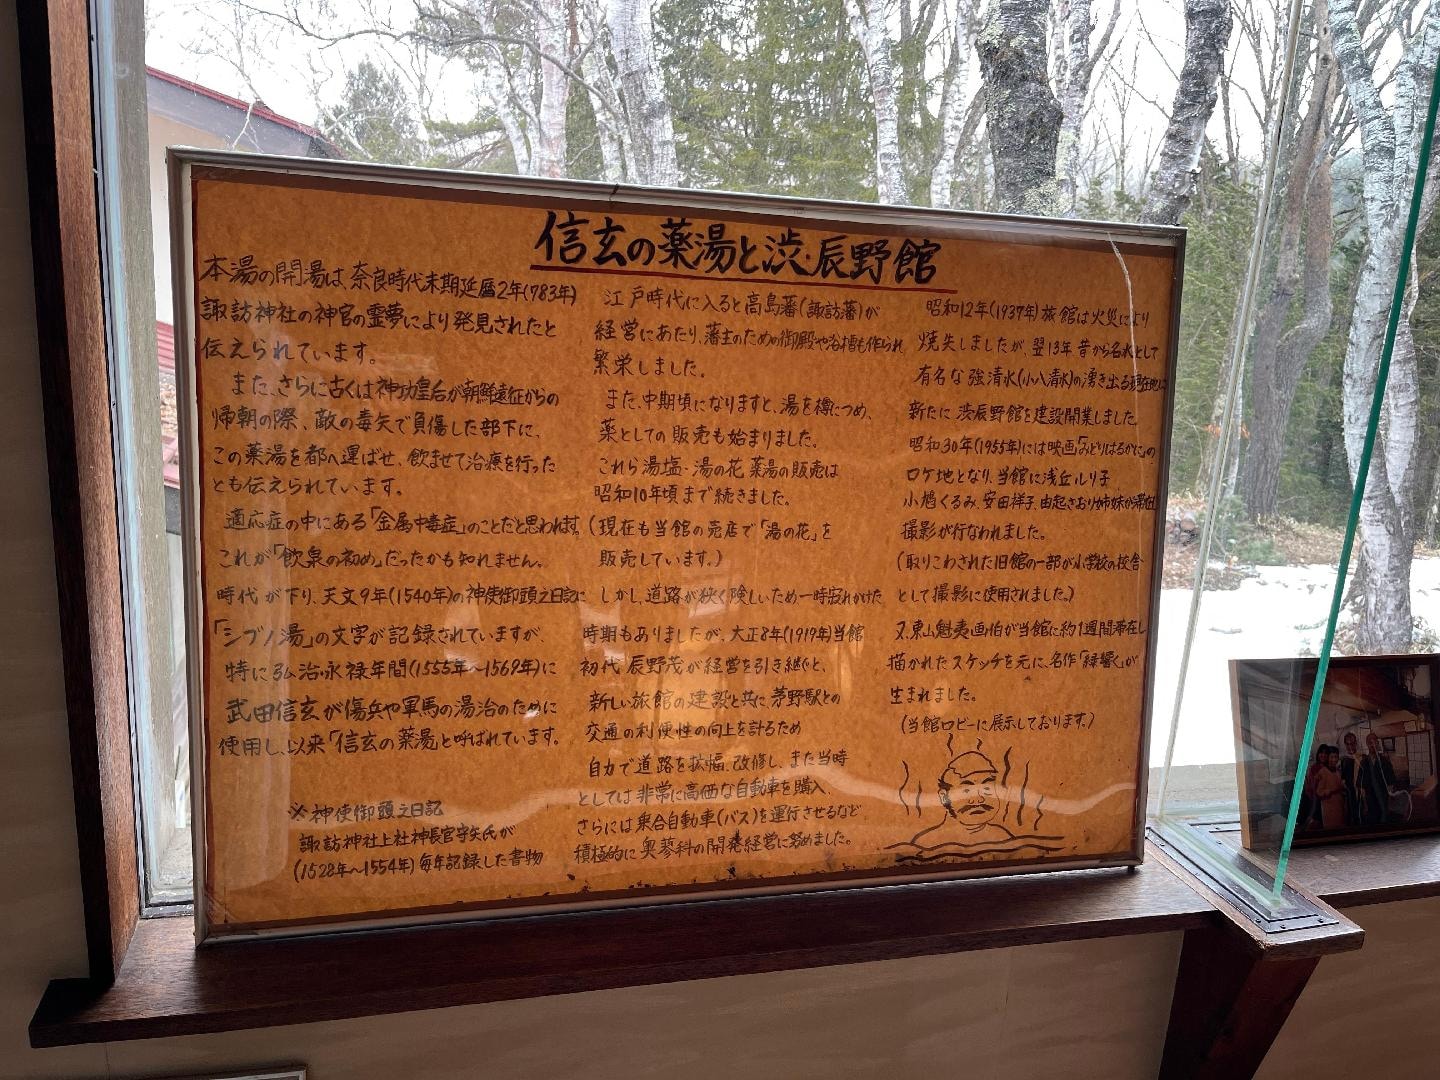 信玄の薬湯と渋・辰野館
本湯の開湯は、奈良時代末期延暦2年(783年)
諏訪神社の神官の霊夢により発見されたと
伝えられています。
また、さらに古くは神功皇后が朝鮮遠征からの
帰朝の際、敵の毒矢で負傷した部下に、
この薬湯を都へ運ばせ、飲ませて治療を行った
とも伝えられています。
適応症の中にある「金属中毒症」のことだと思われます。
これが「飲泉の初め」だったかも知れません。
時代が下り、天文9年(1540年)の神使御頭之日記に
「シブノ湯」の文字が記録されていますが、
特に弘治・永禄年間(1555年〜1569年)に
武田信玄が傷兵や軍馬の湯治のために
使用し、以来「信玄の薬湯」と呼ばれています。
※神使御頭之日記
諏訪神社上社神長官守矢氏が
(1528年〜1554年)毎年記録した書物
江戸時代に入ると高島藩(諏訪藩)が
経営にあたり、藩主のための御殿や浴槽も作られ
繁栄しました。
また、中期頃になりますと、湯を樽につめ、
薬としての販売も始まりました。
これら湯塩・湯の花 薬湯の販売は
昭和10年頃まで続きました。
(現在も当館の売店で「湯の花」を
販売しています。)
しかし、道路が狭く険しいため一時寂れかけた
時期もありましたが、大正8年(1919年)当館
初代 辰野茂が経営を引き継ぐと、
新しい旅館の建設と共に茅野駅との
交通の利便性の向上を計るため
自力で道路を拡幅、改修し、また当時
としては非常に高価な自動車を購入、
さらには乗合自動車(バス)を運行させるなど
積極的に奥蓼科の開発経営に努めました。
昭和12年(1937年)旅館は火災により
焼失しましたが、翌13年 昔から名水として
有名な強清水(小八清水)の湧き出る現在地に
新たに渋辰野館を建設開業しました。
昭和30年(1955年)には映画「みどりはるかに」の
ロケ地となり、当館に浅丘ルリ子、
小鳩くるみ、安田祥子、由起さおり姉妹が滞在
撮影が行なわれました。
(取りこわされた旧館の一部が小学校の校舎
として撮影に使用されました。)
又、東山魁夷画伯が当館に約1週間滞在し
描かれたスケッチを元に、名作「緑響く」が
生まれました。
(当館ロビーに展示しております。)